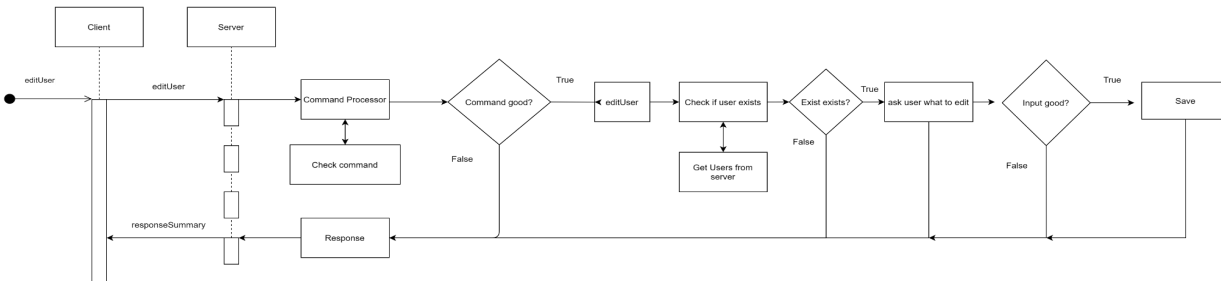 Client
Server
editUser
editUser
Command Processor
Check command
Command good?
True
False
editUser
Check if user exists
Get Users from
server
Exist exists?
True
False
ask user what to edit
Input good?
True
False
Save
responseSummary
Response